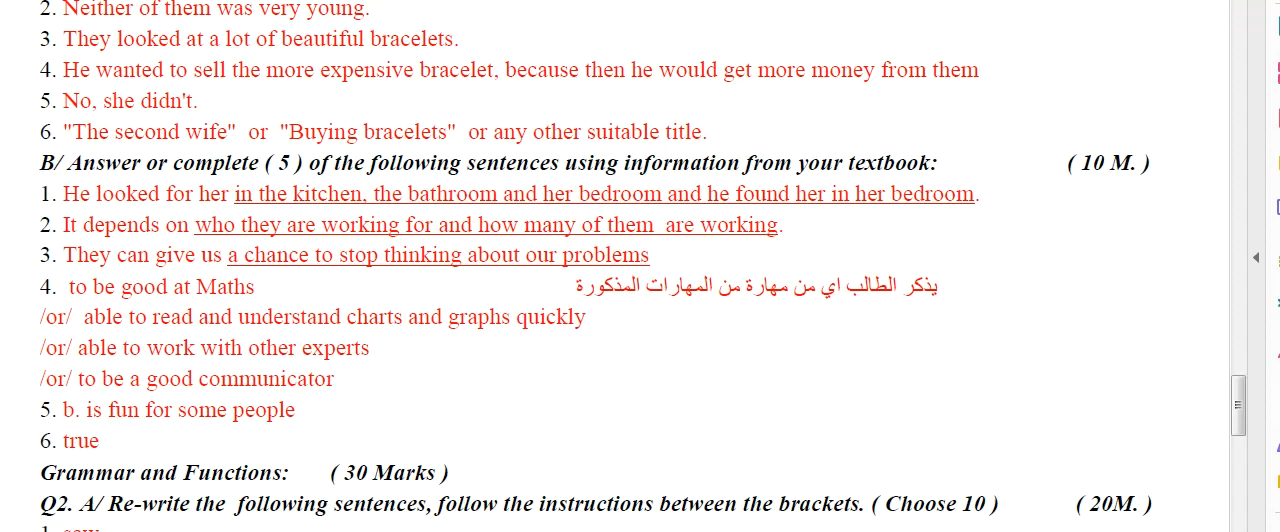 2. Neither of them was very young.
3. They looked at a lot of beautiful bracelets.
4. He wanted to sell the more expensive bracelet, because then he would get more money from them
5. No, she didn't.
6. "The second wife" or "Buying bracelets" or any other suitable title.
B/ Answer or complete ( 5 ) of the following sentences using information from your textbook: ( 10 M. )
1. He looked for her in the kitchen, the bathroom and her bedroom and he found her in her bedroom.
2. It depends on who they are working for and how many of them are working.
3. They can give us a chance to stop thinking about our problems
4. to be good at Maths يذكر الطالب اي من مهارة من المهارات المذكورة
/or/ able to read and understand charts and graphs quickly
/or/ able to work with other experts
/or/ to be a good communicator
5. b. is fun for some people
6. true
Grammar and Functions: ( 30 Marks )
Q2. A/ Re-write the following sentences, follow the instructions between the brackets. ( Choose 10 ) ( 20M. )